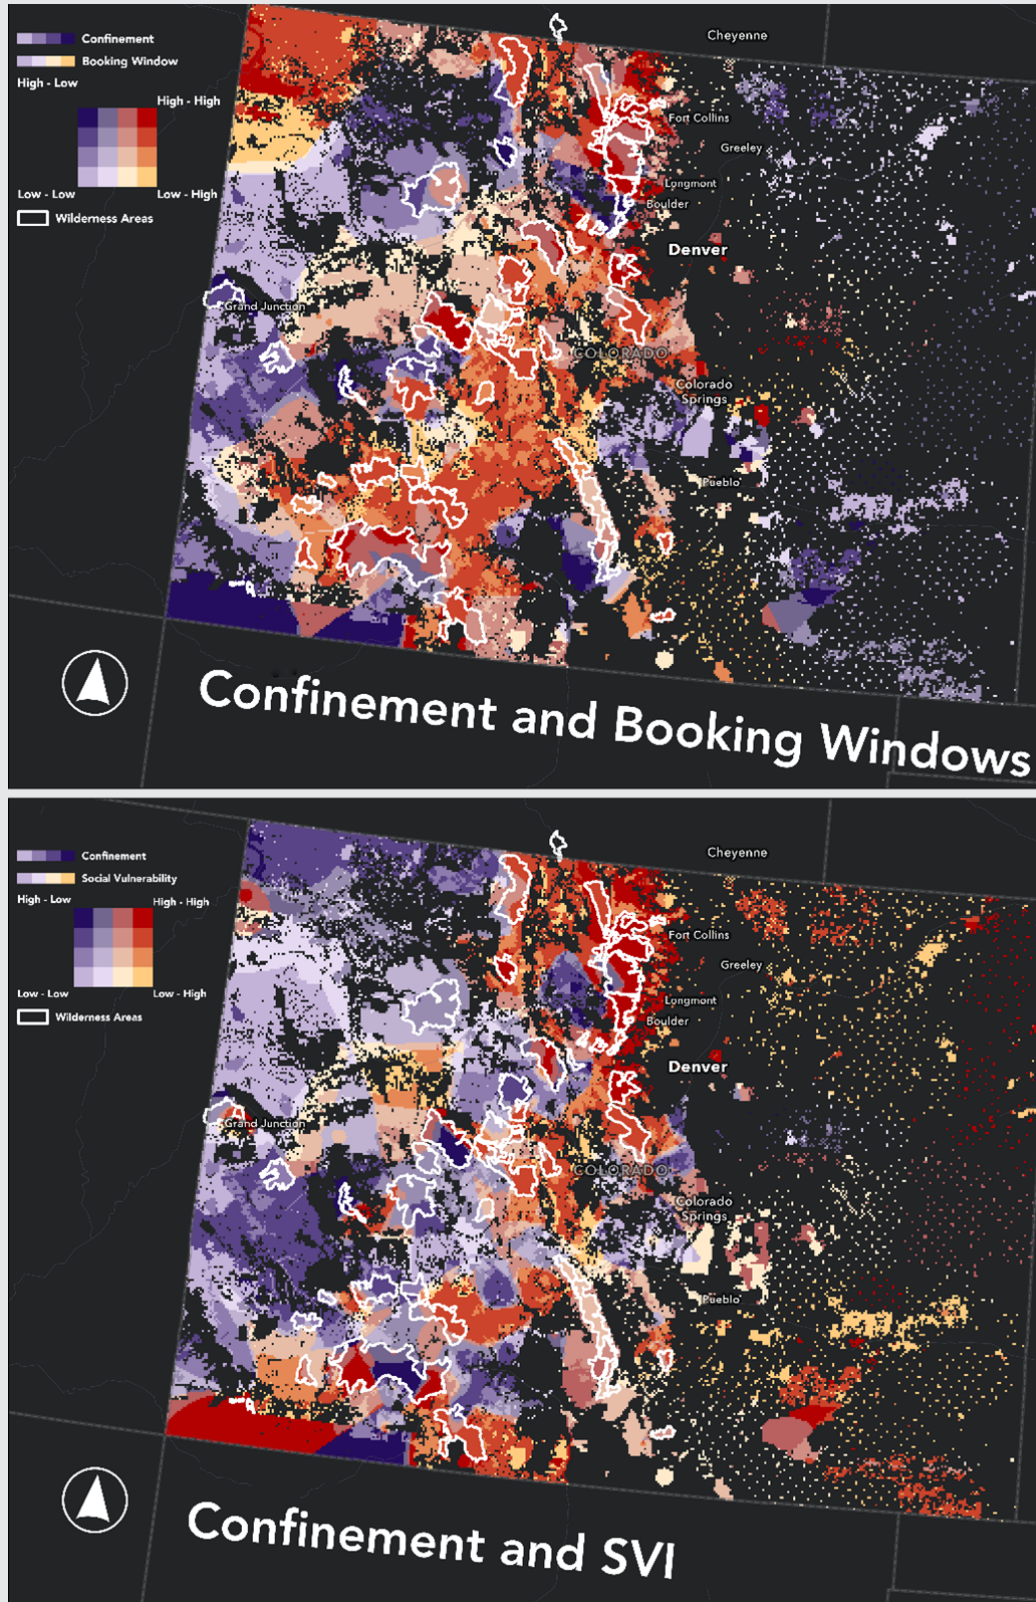 Confinement
Booking Window
High - Low
High - High
Low - Low
Low - High
Wilderness Areas
Cheyenne
Fort Collins
Greeley
Longmont
Boulder
Denver
Grand Junction
COLORADO
Colorado
Springs
Pueblo
Confinement and Booking Windows
Confinement
Social Vulnerability
High - Low
High - High
Low - Low
Low - High
Wilderness Areas
Cheyenne
Fort Collins
Greeley
Longmont
Boulder
Denver
Grand Junction
COLORADO
Colorado
Springs
Pueblo
Confinement and SVI